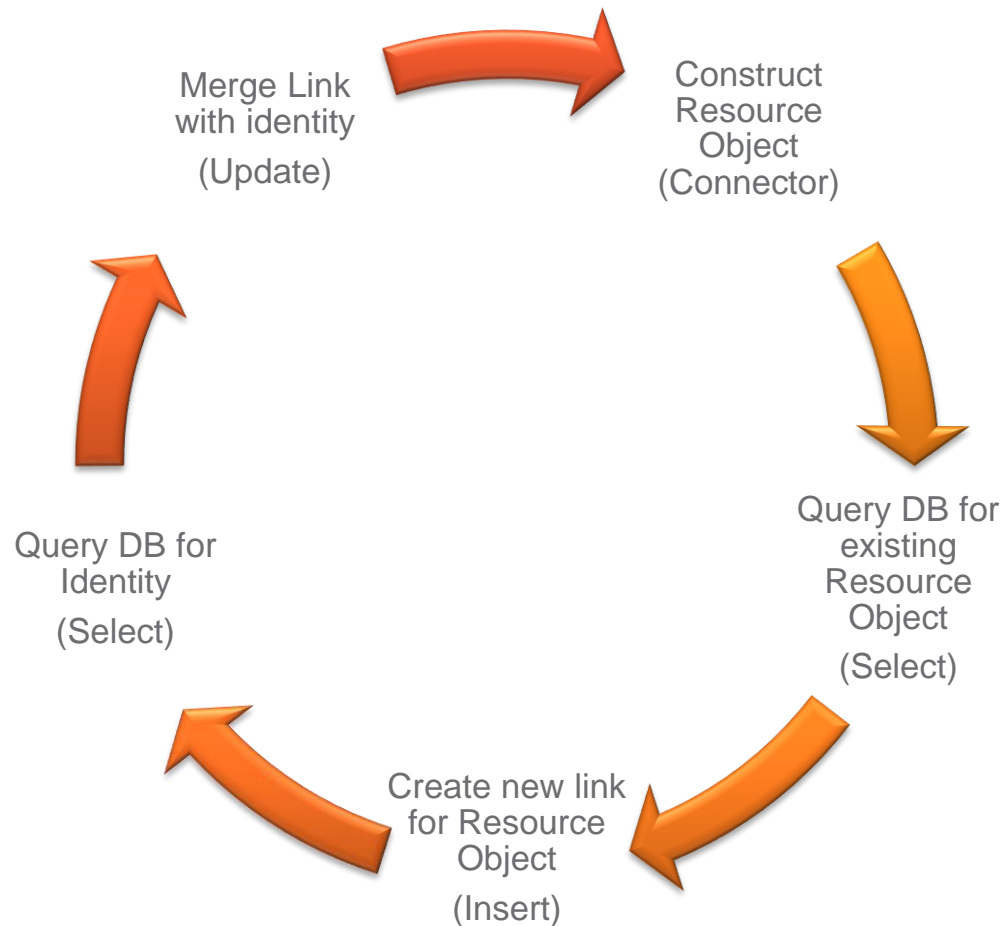 Merge Link
with identity
(Update)
Construct
Resource
Object
(Connector)
Query DB for
existing
Resource
Object
(Select)
Create new link
for Resource
Object
(Insert)
Query DB for
Identity
(Select)